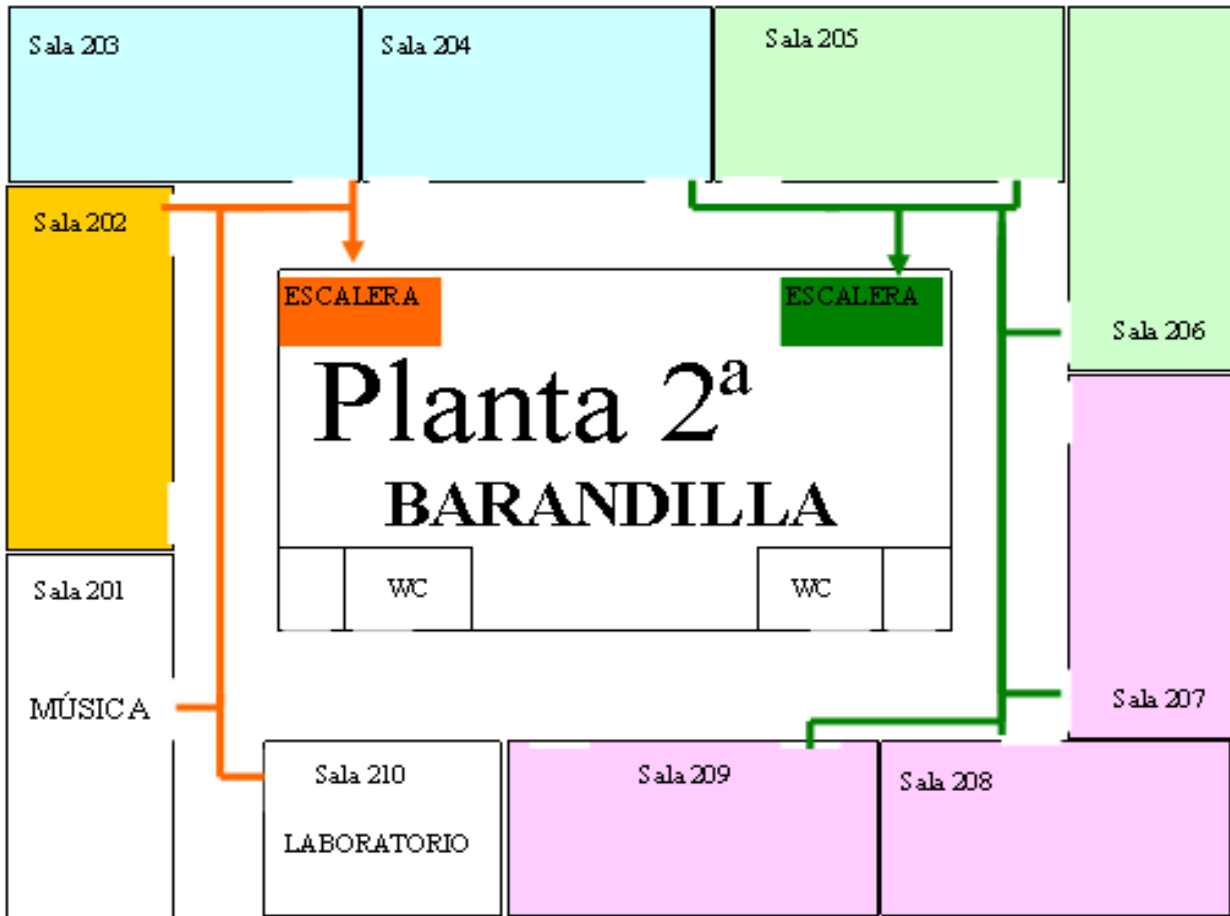 Sala 203
Sala 204
Sala 205
Sala 202
ESCALERA
ESCALERA
Sala 206
Planta 2ª
BARANDILLA
WC
WC
Sala 201
MÚSICA
Sala 207
Sala 210
LABORATORIO
Sala 209
Sala 208